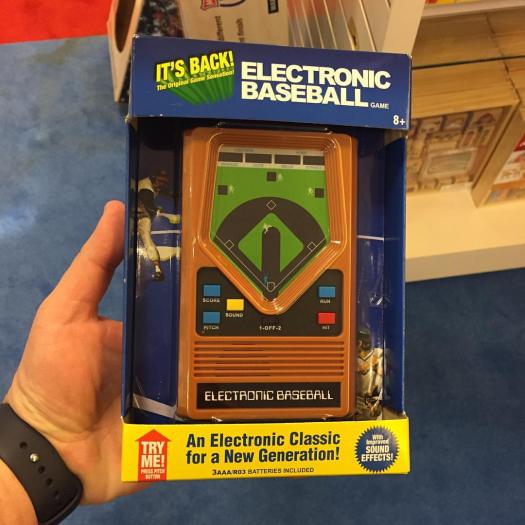 IT'S BACK!
The Original Game Sensation!
ELECTRONIC
BASEBALL GAME
8+
SCORE
SOUND
PITCH
1-OFF-2
RUN
HIT
ELECTRONIC BASEBALL
TRY
ME!
PRESS PITCH
BUTTON
An Electronic Classic
for a New Generation!
3AAA/R03 BATTERIES INCLUDED
With
Improved
SOUND
EFFECTS!